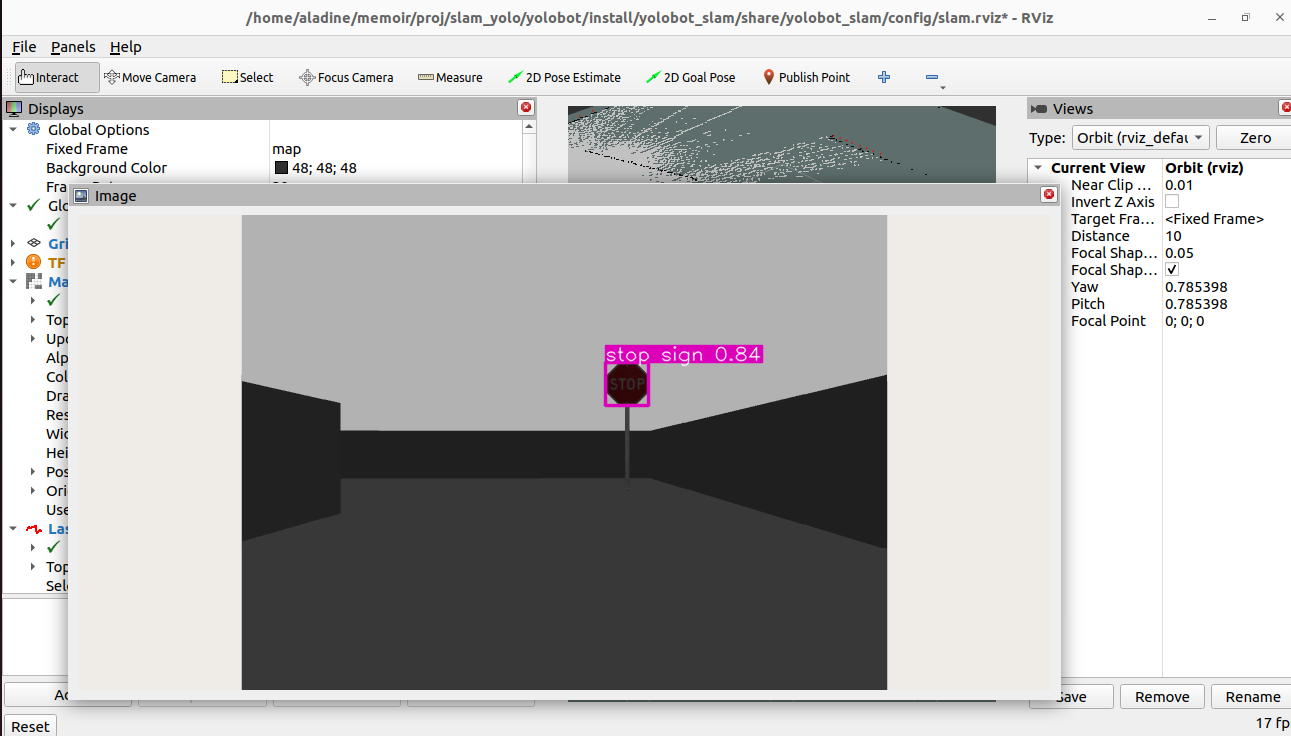 /home/aladine/memoir/proj/slam_yolo/yolobot/install/yolobot_slam/share/yolobot_slam/config/slam.rviz* - RViz
File Panels Help
Interact Move Camera Select Focus Camera Measure 2D Pose Estimate 2D Goal Pose Publish Point
Displays
Global Options
Fixed Frame map
Background Color 48; 48; 48
Glo
Gri
TF
Ma
Top
Upd
Alp
Col
Dra
Res
Wid
Hei
Pos
Ori
Use
Las
Top
Sele
Reset
Image
stop sign 0.84
STOP
Views
Type: Orbit (rviz_defau Zero
Current View Orbit (rviz)
Near Clip ... 0.01
Invert Z Axis
Target Fra... <Fixed Frame>
Distance 10
Focal Shap... 0.05
Focal Shap... ✓
Yaw 0.785398
Pitch 0.785398
Focal Point 0; 0; 0
Save Remove Rename
17 fp